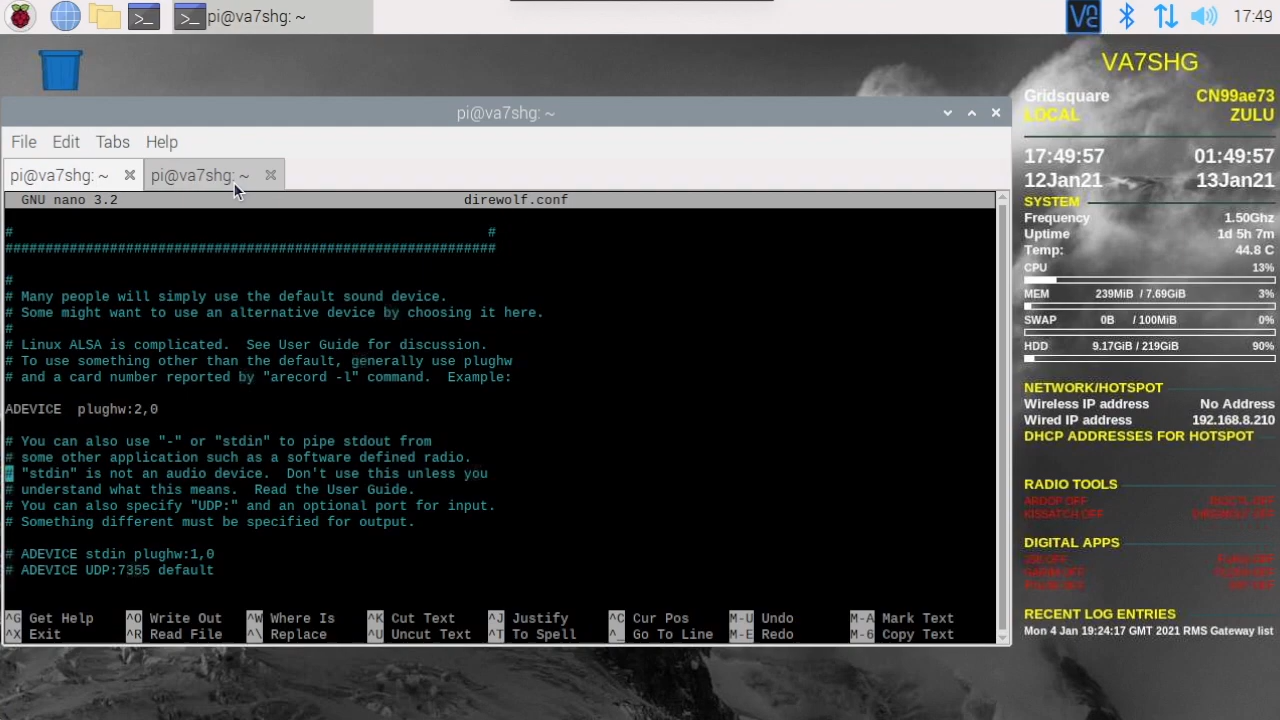 pi@va7shg: ~
17:49
pi@va7shg: ~
File Edit Tabs Help
pi@va7shg: ~ pi@va7shg: ~
GNU nano 3.2 direwolf.conf
# #
#############################################################
#
# Many people will simply use the default sound device.
# Some might want to use an alternative device by choosing it here.
#
# Linux ALSA is complicated. See User Guide for discussion.
# To use something other than the default, generally use plughw
# and a card number reported by "arecord -l" command. Example:
ADEVICE plughw:2,0
# You can also use "-" or "stdin" to pipe stdout from
# some other application such as a software defined radio.
# "stdin" is not an audio device. Don't use this unless you
# understand what this means. Read the User Guide.
# You can also specify "UDP:" and an optional port for input.
# Something different must be specified for output.
# ADEVICE stdin plughw:1,0
# ADEVICE UDP:7355 default
^G Get Help ^O Write Out ^W Where Is ^K Cut Text ^J Justify ^C Cur Pos M-U Undo M-A Mark Text
^X Exit ^R Read File ^\ Replace ^U Uncut Text ^T To Spell ^_ Go To Line M-E Redo M-6 Copy Text
VA7SHG
Gridsquare CN99ae73
LOCAL ZULU
17:49:57 01:49:57
12Jan21 13Jan21
SYSTEM
Frequency 1.50Ghz
Uptime 1d 5h 7m
Temp: 44.8 C
CPU 13%
MEM 239MiB / 7.69GiB 3%
SWAP 0B / 100MiB 0%
HDD 9.17GiB / 219GiB 90%
NETWORK/HOTSPOT
Wireless IP address No Address
Wired IP address 192.168.8.210
DHCP ADDRESSES FOR HOTSPOT
RADIO TOOLS
ARDOP OFF
KISSATCH OFF
DIGITAL APPS
RECENT LOG ENTRIES
Mon 4 Jan 19:24:17 GMT 2021 RMS Gateway list